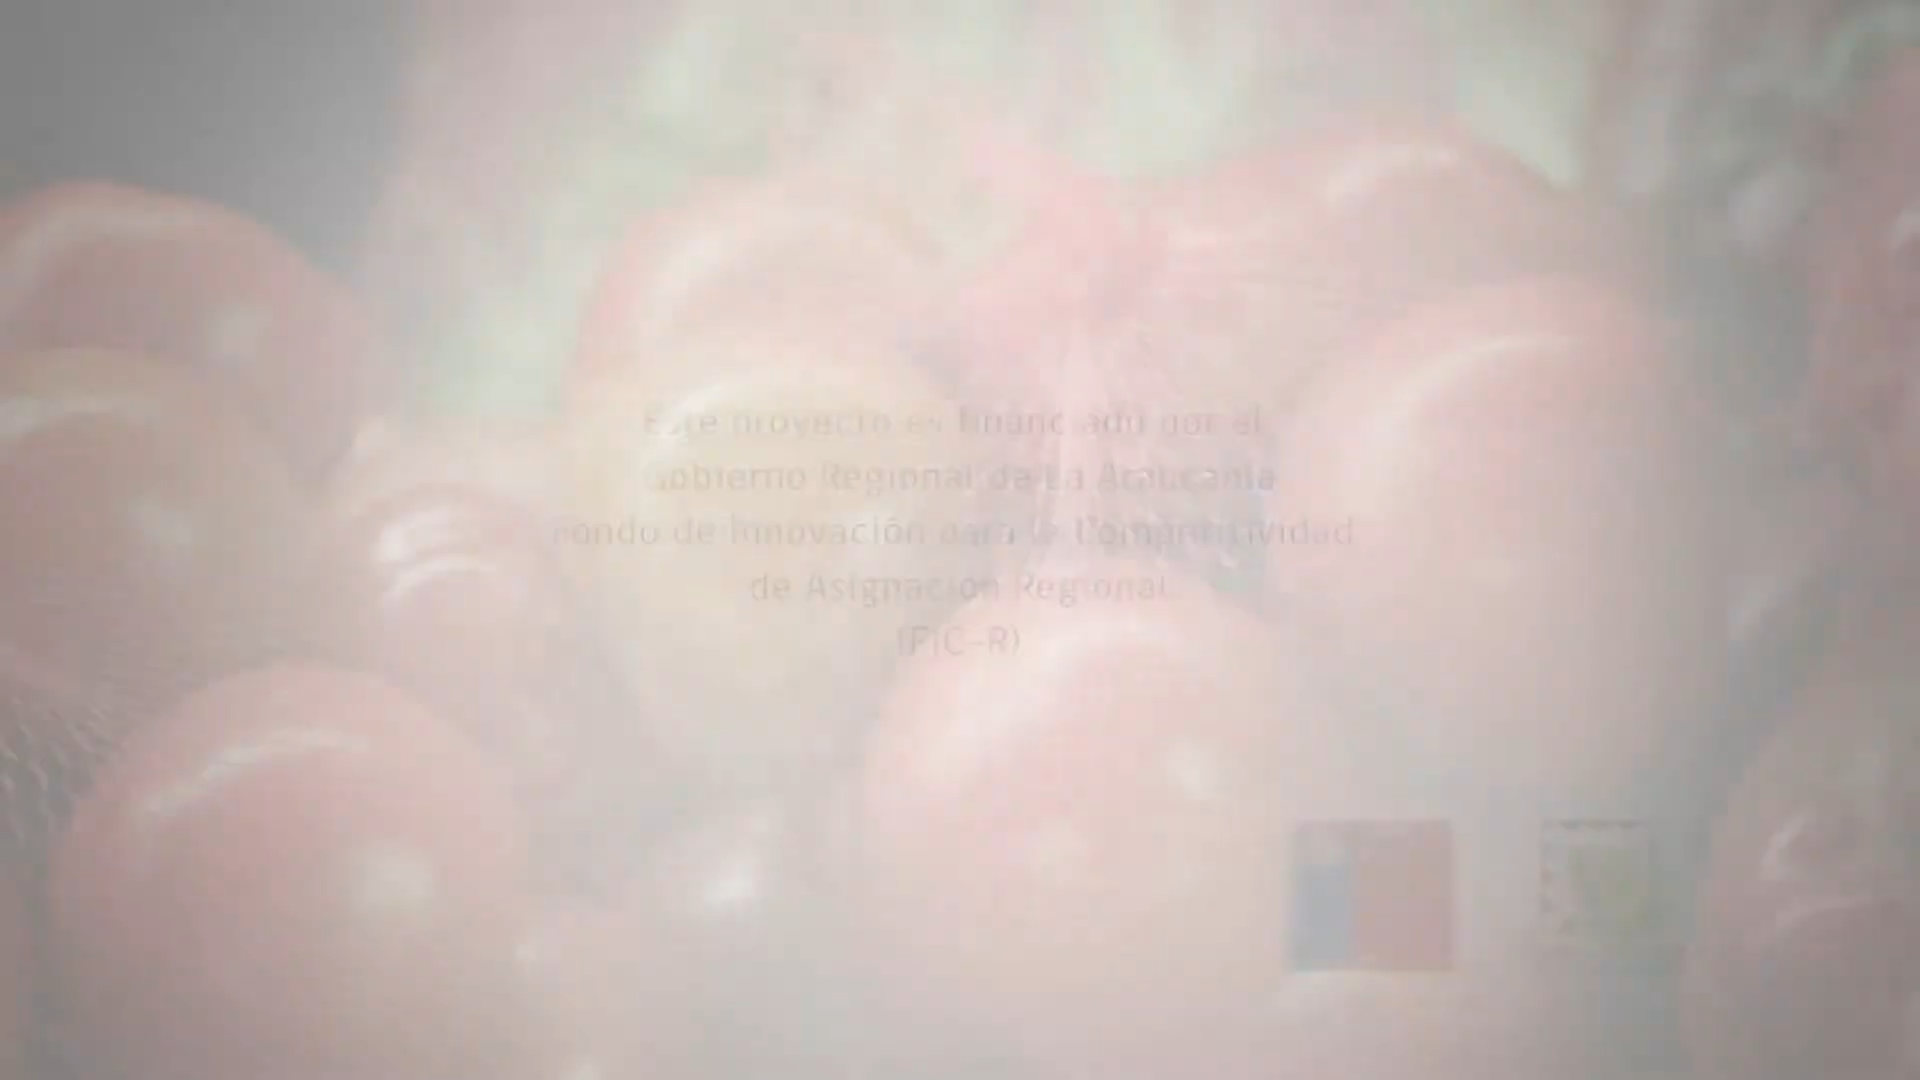 Este proyecto es financiado por el
Gobierno Regional de La Araucanía
Fondo de Innovación para la Competitividad
de Asignación Regional
(FIC-R)